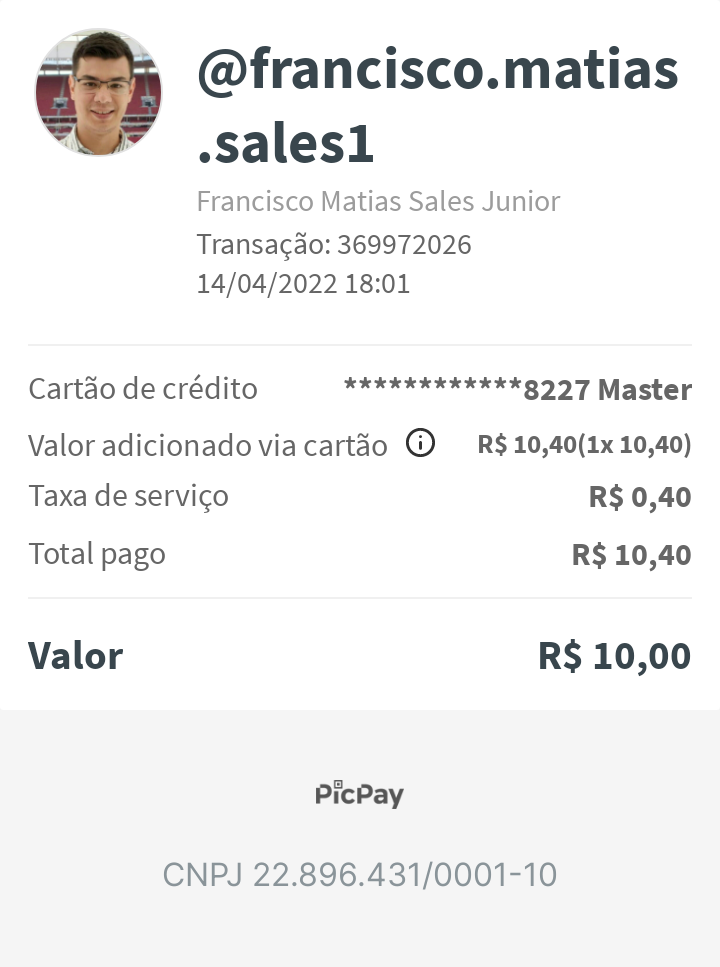 @francisco.matias
.sales1
Francisco Matias Sales Junior
Transação: 369972026
14/04/2022 18:01
Cartão de crédito ************8227 Master
Valor adicionado via cartão R$ 10,40(1x 10,40)
Taxa de serviço R$ 0,40
Total pago R$ 10,40
Valor R$ 10,00
PicPay
CNPJ 22.896.431/0001-10